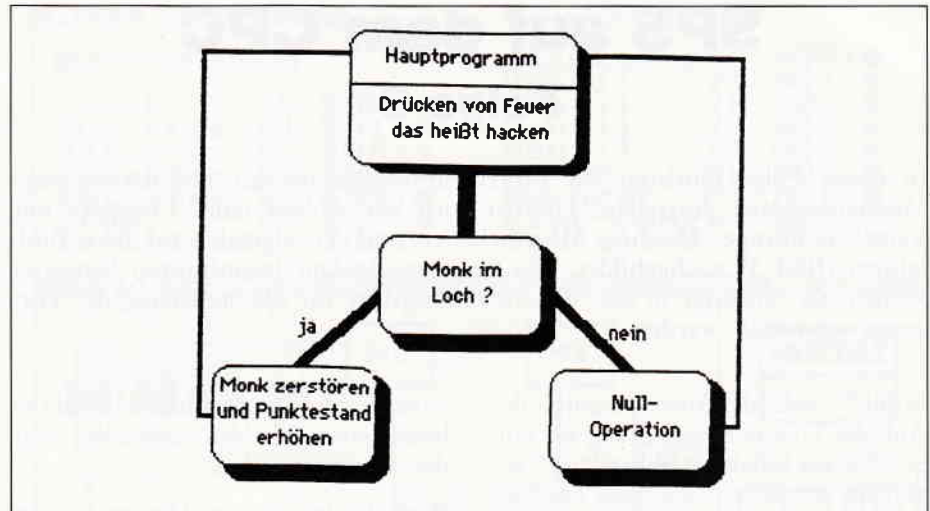 Hauptprogramm
Drücken von Feuer
das heißt hacken
Monk im
Loch ?
ja
nein
Monk zerstören
und Punktestand
erhöhen
Null-
Operation